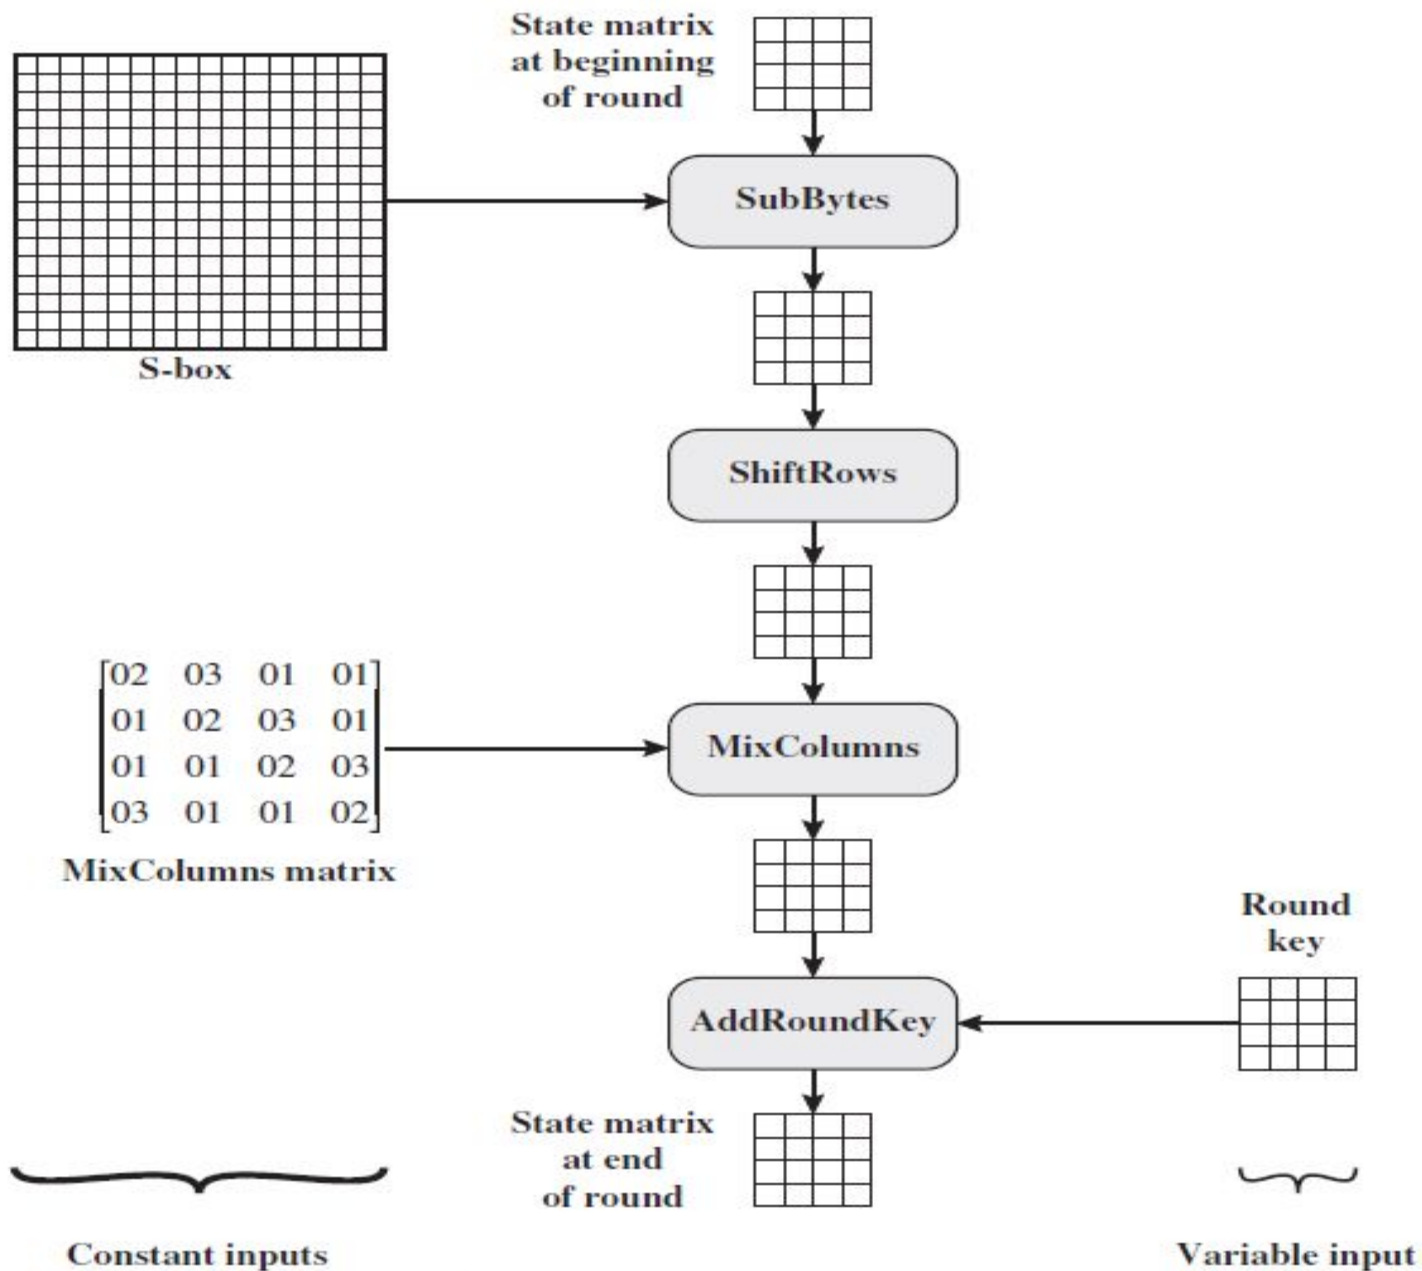 State matrix
at beginning
of round
SubBytes
S-box
ShiftRows
02 03 01 01
01 02 03 01
01 01 02 03
03 01 01 02
MixColumns matrix
MixColumns
Round
key
AddRoundKey
State matrix
at end
of round
Constant inputs
Variable input